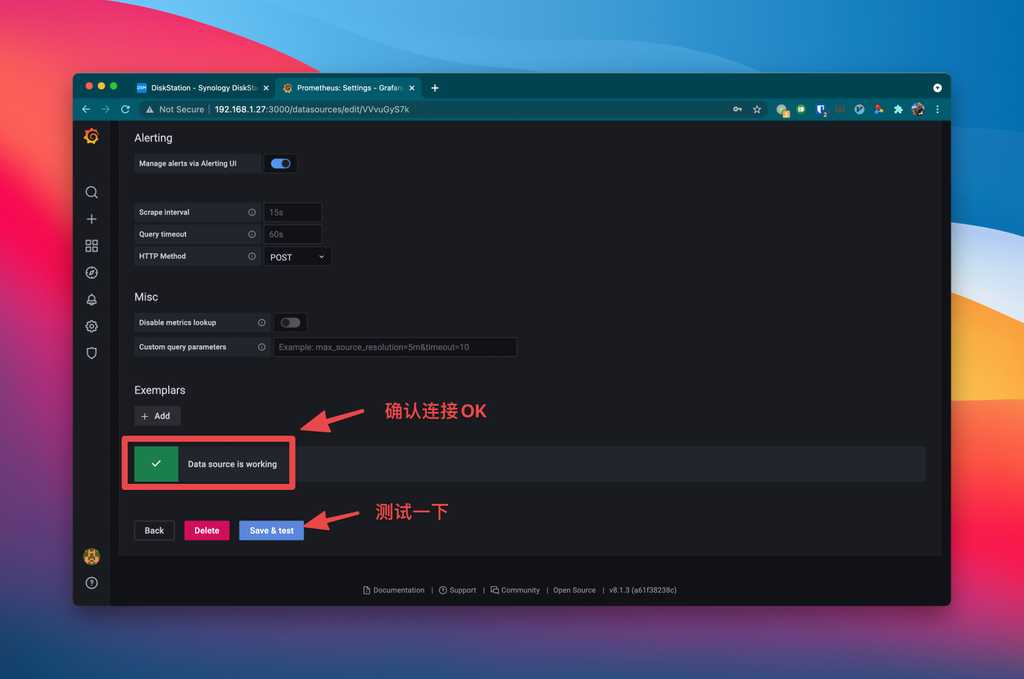 DiskStation - Synology DiskSta
Prometheus: Settings - Grafan
Not Secure | 192.168.1.27:3000/datasources/edit/VVvuGyS7k
Alerting
Manage alerts via Alerting UI
Scrape interval 15s
Query timeout 60s
HTTP Method POST
Misc
Disable metrics lookup
Custom query parameters Example: max_source_resolution=5m&timeout=10
Exemplars
+ Add
确认连接OK
Data source is working
测试一下
Back Delete Save & test
Documentation | Support | Community | Open Source | v8.1.3 (a61f38238c)